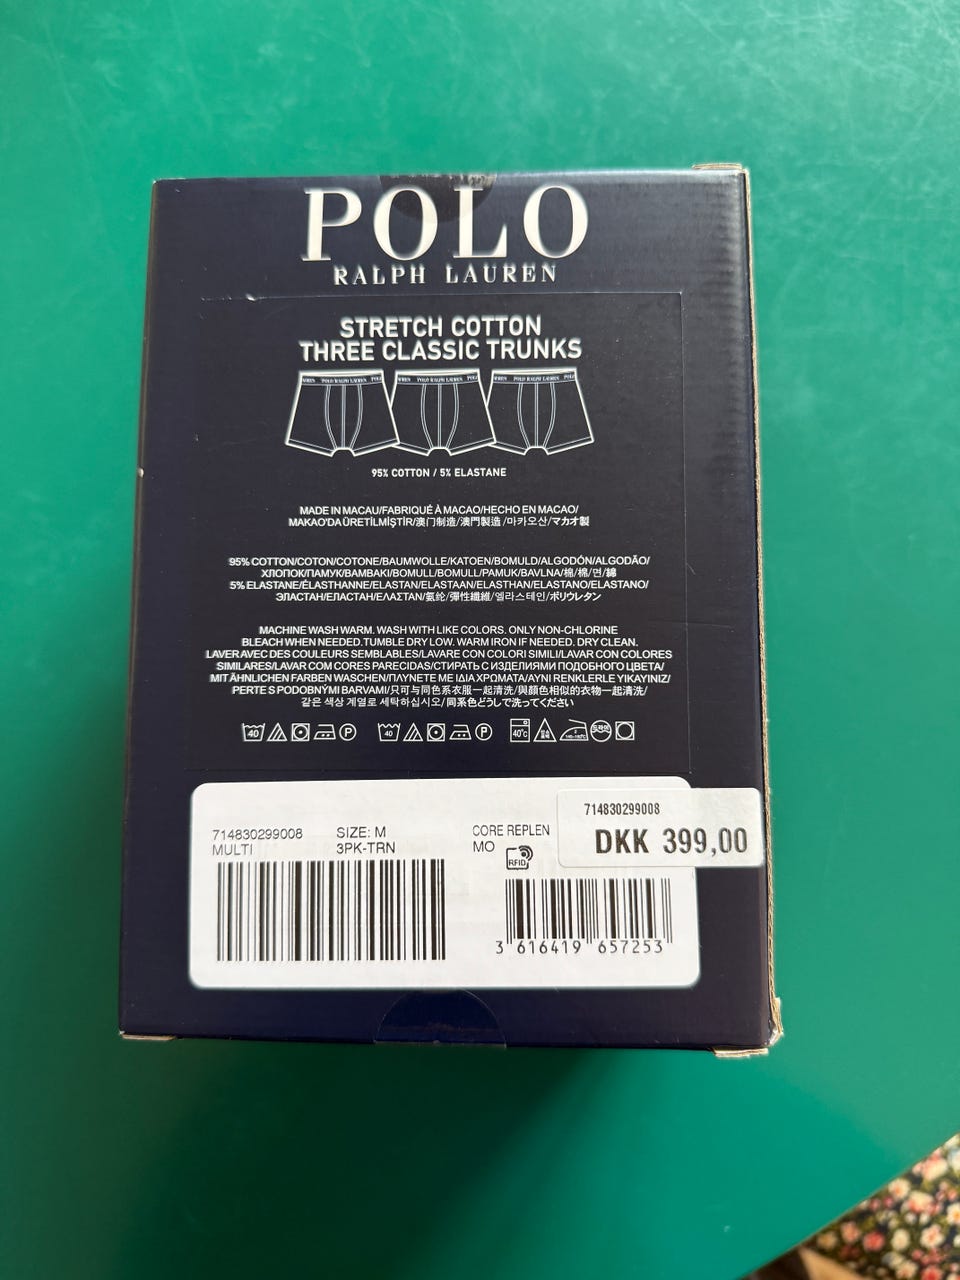 POLO
RALPH LAUREN
STRETCH COTTON
THREE CLASSIC TRUNKS
POLO RALPH LAUREN
POLO RALPH LAUREN
POLO RALPH LAUREN
95% COTTON / 5% ELASTANE
MADE IN MACAU/FABRIQUÉ À MACAO/HECHO EN MACAO/
MAKAO'DA ÜRETİLMİŞTİR/澳门制造/澳門製造/마카오산/マカオ製
95% COTTON/COTON/COTONE/BAUMWOLLE/KATOEN/BOMULD/ALGODÓN/ALGODÃO/
ХЛОПОК/ПАМУК/ΒΑΜΒΑΚΙ/BOMULL/BOMULL/PAMUK/BAVLNA/棉/棉/면/綿
5% ELASTANE/ÉLASTHANNE/ELASTAN/ELASTAAN/ELASTHAN/ELASTANO/ELASTANO/
ЭЛАСТАН/ЕЛАСТАН/ΕΛΑΣΤΑΝ/氨纶/彈性纖維/엘라스테인/ポリウレタン
MACHINE WASH WARM. WASH WITH LIKE COLORS. ONLY NON-CHLORINE
BLEACH WHEN NEEDED. TUMBLE DRY LOW. WARM IRON IF NEEDED. DRY CLEAN.
LAVER AVEC DES COULEURS SEMBLABLES/LAVARE CON COLORI SIMILI/LAVAR CON COLORES
SIMILARES/LAVAR COM CORES PARECIDAS/СТИРАТЬ С ИЗДЕЛИЯМИ ПОДОБНОГО ЦВЕТА/
MIT ÄHNLICHEN FARBEN WASCHEN/ΠΛΥΝΕΤΕ ΜΕ ΙΔΙΑ ΧΡΩΜΑΤΑ/AYNI RENKLERLE YIKAYINIZ/
PERTE S PODOBNÝMI BARVAMI/只可与同色系衣服一起清洗/與顏色相似的衣物一起清洗/
같은 색상 계열로 세탁하십시오/同系色どうしで洗ってください
40 P 40 P 40°C
714830299008 SIZE: M CORE REPLEN
MULTI 3PK-TRN MO RFID
714830299008
DKK 399,00
3 616419 657253